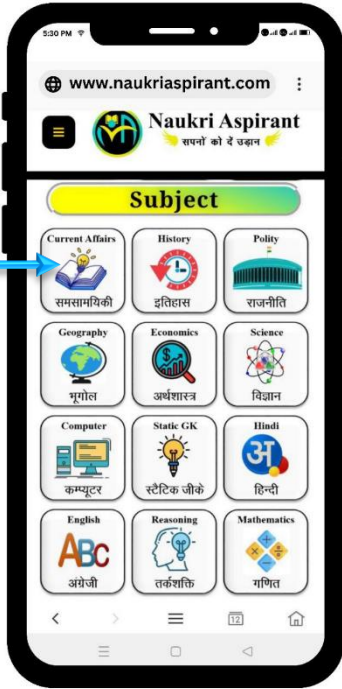 5:30 PM
www.naukriaspirant.com
Naukri Aspirant
सपनों को दें उड़ान
Subject
Current Affairs History Polity
समसामयिकी इतिहास राजनीति
Geography Economics Science
भूगोल अर्थशास्त्र विज्ञान
Computer Static GK Hindi
अ
कम्प्यूटर स्टैटिक जीके हिन्दी
English Reasoning Mathematics
ABC
अंग्रेजी तर्कशक्ति गणित
12